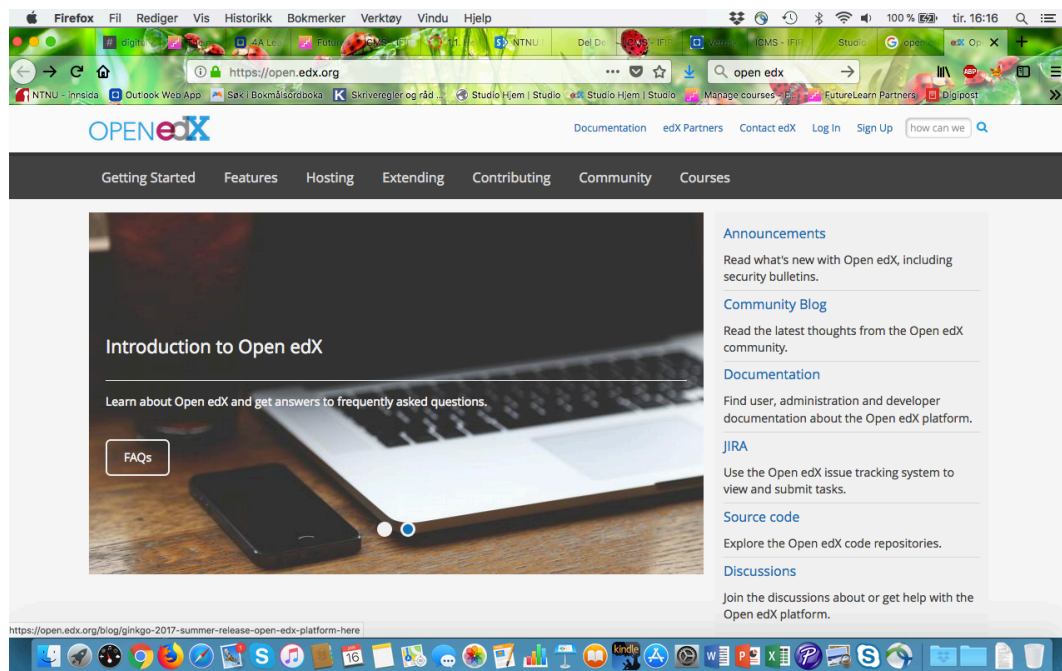 Firefox Fil Rediger Vis Historikk Bokmerker Verktøy Vindu Hjelp 100 % tir. 16:16
https://open.edx.org
open edx
NTNU - Innsida Outlook Web App Søk i Bokmålsordboka Skriveregler og råd ... Studio Hjem | Studio Studio Hjem | Studio Manage courses - F... FutureLearn Partners Digipost
OPEN edX
Documentation edX Partners Contact edX Log In Sign Up how can we
Getting Started Features Hosting Extending Contributing Community Courses
Introduction to Open edX
Learn about Open edX and get answers to frequently asked questions.
FAQs
Announcements
Read what's new with Open edX, including
security bulletins.
Community Blog
Read the latest thoughts from the Open edX
community.
Documentation
Find user, administration and developer
documentation about the Open edX platform.
JIRA
Use the Open edX issue tracking system to
view and submit tasks.
Source code
Explore the Open edX code repositories.
Discussions
Join the discussions about or get help with the
Open edX platform.
https://open.edx.org/blog/ginkgo-2017-summer-release-open-edx-platform-here
16
kindle